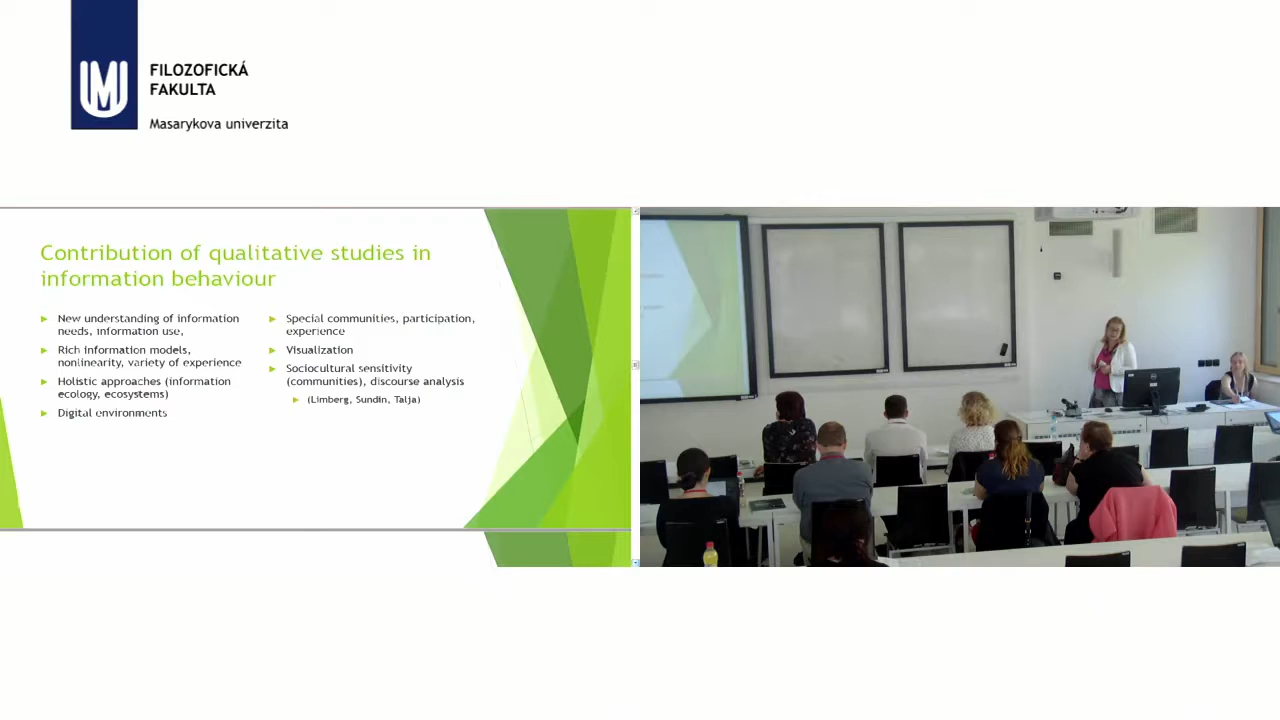 FILOZOFICKÁ
FAKULTA
Masarykova univerzita
Contribution of qualitative studies in
information behaviour
New understanding of information
needs, information use,
Rich information models,
nonlinearity, variety of experience
Holistic approaches (information
ecology, ecosystems)
Digital environments
Special communities, participation,
experience
Visualization
Sociocultural sensitivity
(communities), discourse analysis
(Limberg, Sundin, Talja)